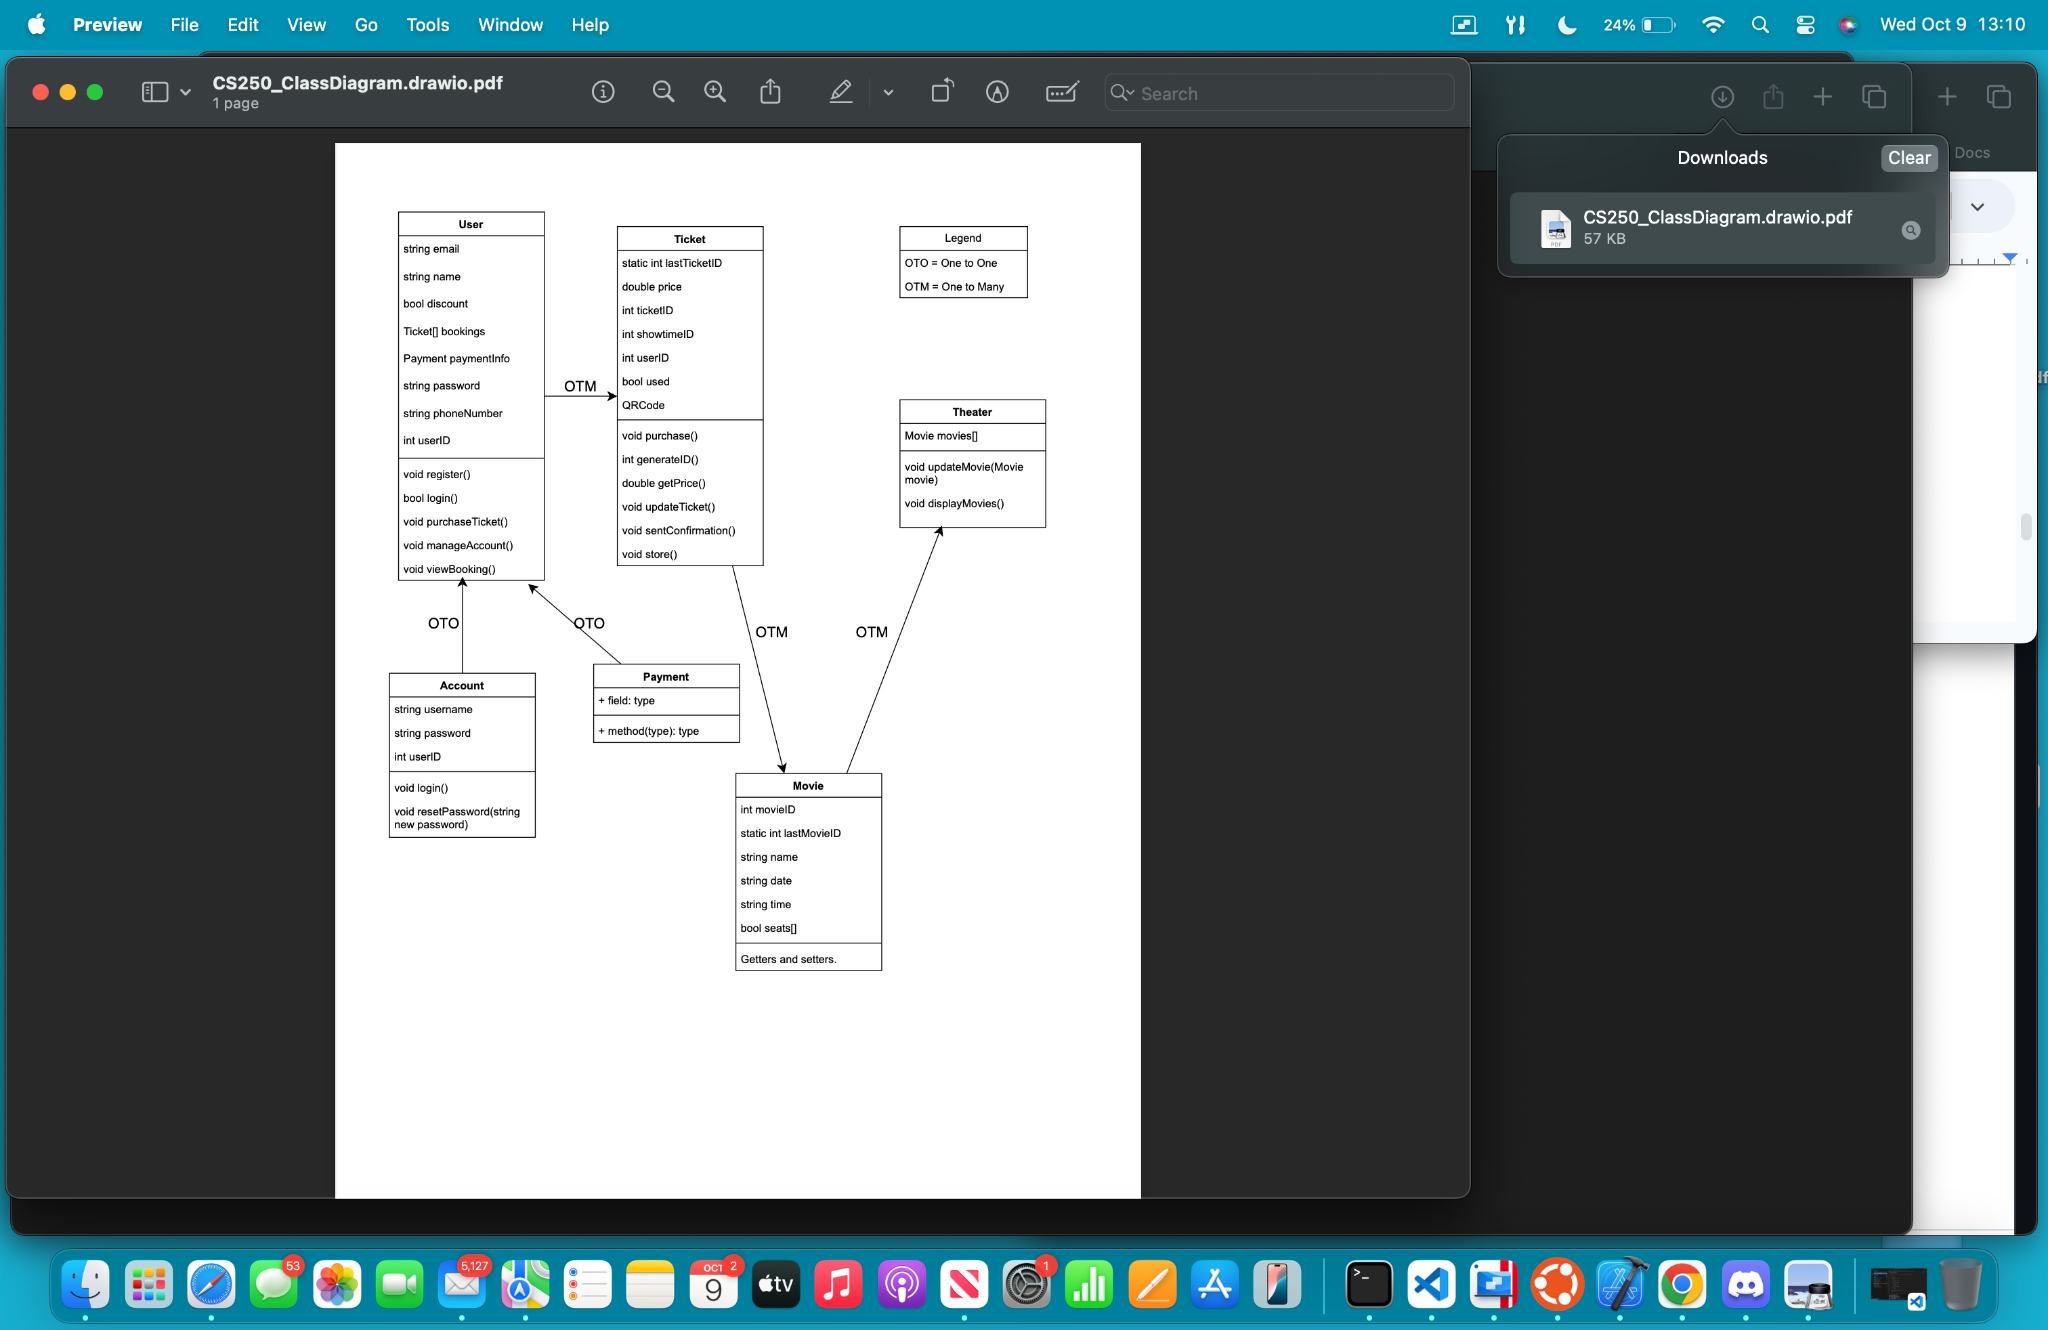 Preview File Edit View Go Tools Window Help
24%
Wed Oct 9 13:10
CS250_ClassDiagram.drawio.pdf
1 page
Search
Downloads
Clear
Docs
CS250_ClassDiagram.drawio.pdf
57 KB
User
string email
string name
bool discount
Ticket[] bookings
Payment paymentInfo
string password
string phoneNumber
int userID
void register()
bool login()
void purchaseTicket()
void manageAccount()
void viewBooking()
OTM
Ticket
static int lastTicketID
double price
int ticketID
int showtimeID
int userID
bool used
QRCode
void purchase()
int generateID()
double getPrice()
void updateTicket()
void sentConfirmation()
void store()
Legend
OTO = One to One
OTM = One to Many
Theater
Movie movies[]
void updateMovie(Movie
movie)
void displayMovies()
OTO
OTO
OTM
OTM
Account
string username
string password
int userID
void login()
void resetPassword(string
new password)
Payment
+ field: type
+ method(type): type
Movie
int movieID
static int lastMovieID
string name
string date
string time
bool seats[]
Getters and setters.
53
5,127
OCT
2
9
tv
1